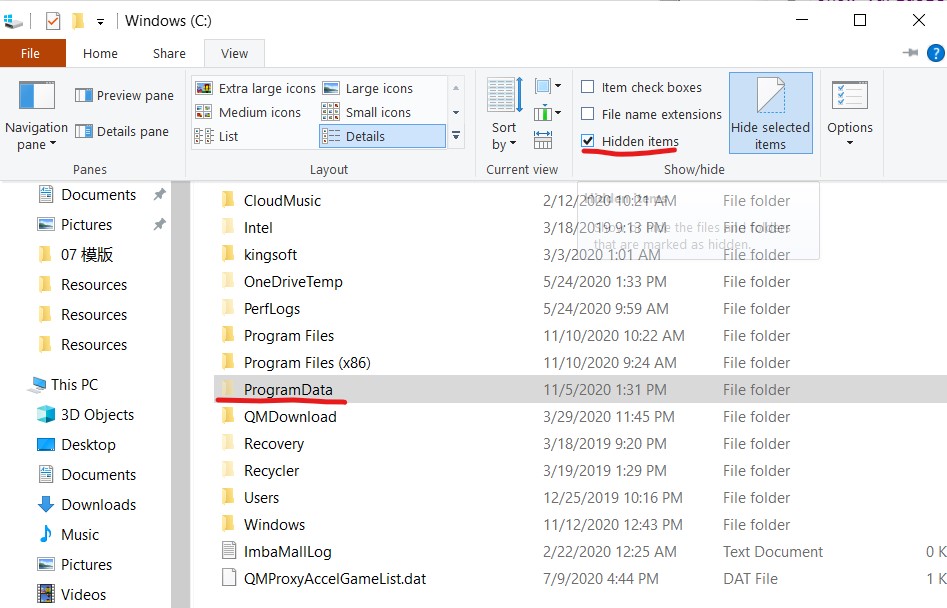 Windows (C:)
File Home Share View
Navigation pane
Preview pane
Details pane
Panes
Extra large icons Large icons
Medium icons Small icons
List Details
Layout
Sort by
Current view
Item check boxes
File name extensions
Hidden items
Hide selected items
Show/hide
Options
Documents
Pictures
07 模版
Resources
Resources
Resources
This PC
3D Objects
Desktop
Documents
Downloads
Music
Pictures
Videos
CloudMusic 2/12/2020 10:21 AM File folder
Intel 3/18/2019 9:13 PM File folder
kingsoft 3/3/2020 1:01 AM File folder
OneDriveTemp 5/24/2020 1:33 PM File folder
PerfLogs 5/24/2020 9:59 AM File folder
Program Files 11/10/2020 10:22 AM File folder
Program Files (x86) 11/10/2020 9:24 AM File folder
ProgramData 11/5/2020 1:31 PM File folder
QMDownload 3/29/2020 11:45 PM File folder
Recovery 3/18/2019 9:20 PM File folder
Recycler 3/19/2019 1:29 PM File folder
Users 12/25/2019 10:16 PM File folder
Windows 11/12/2020 12:43 PM File folder
ImbaMallLog 2/22/2020 12:25 AM Text Document 0 K
QMProxyAccelGameList.dat 7/9/2020 4:44 PM DAT File 1 K
Hidden items
the files
that are marked as hidden.